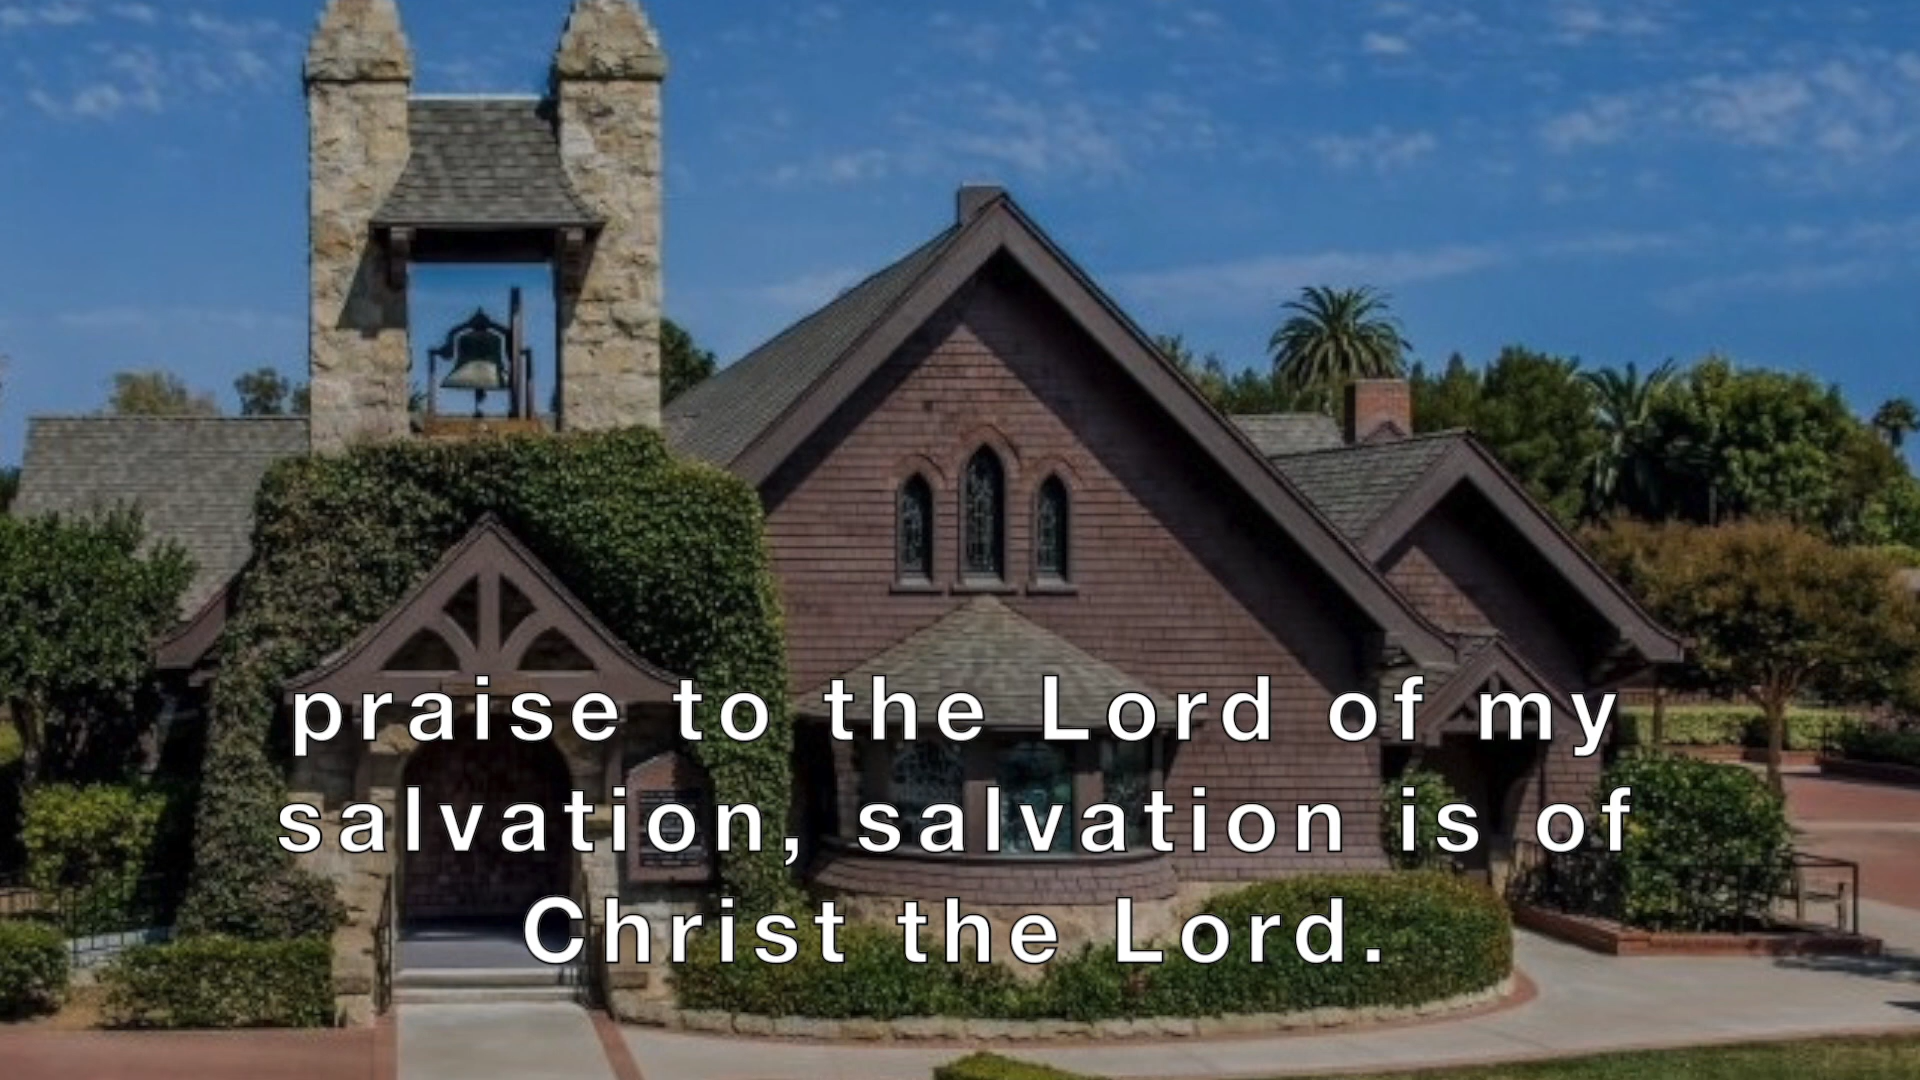 praise to the Lord of my
salvation, salvation is of
Christ the Lord.